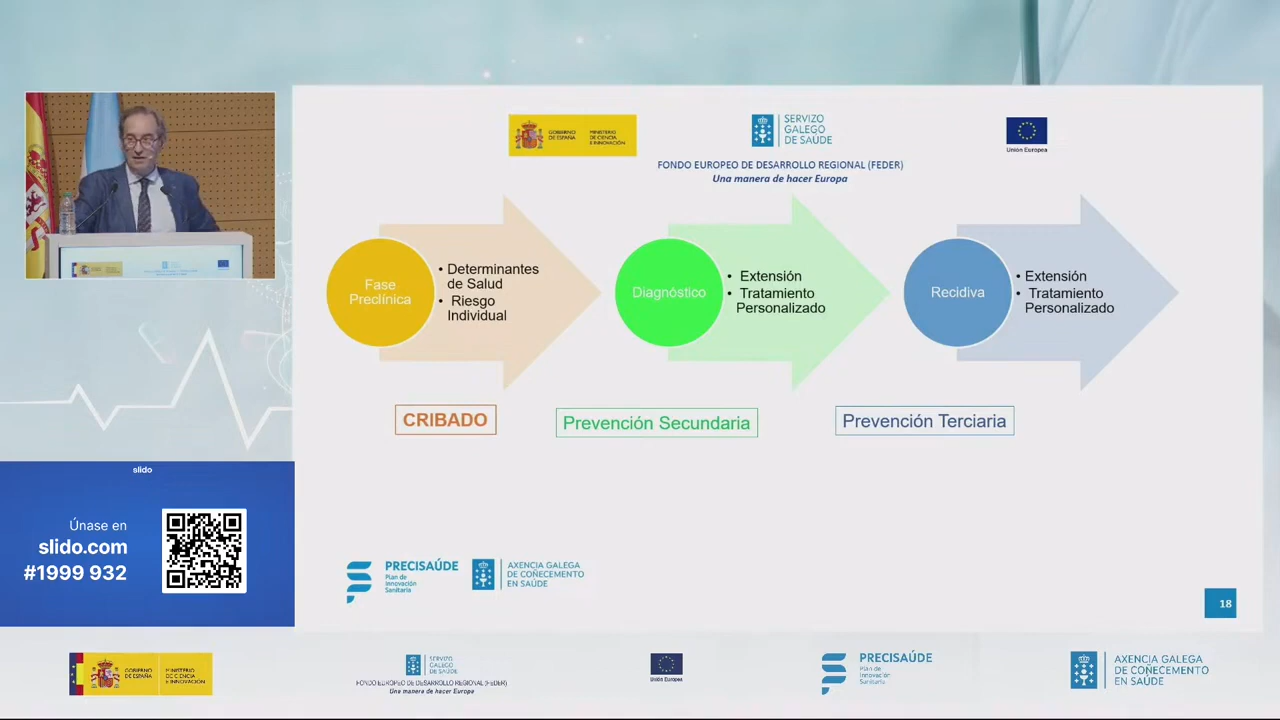 GOBIERNO
DE ESPAÑA
MINISTERIO
DE CIENCIA
E INNOVACIÓN
SERVIZO
GALEGO
DE SAÚDE
Unión Europea
FONDO EUROPEO DE DESARROLLO REGIONAL (FEDER)
Una manera de hacer Europa
Fase
Preclínica
• Determinantes
de Salud
• Riesgo
Individual
Diagnóstico
• Extensión
• Tratamiento
Personalizado
Recidiva
• Extensión
• Tratamiento
Personalizado
CRIBADO
Prevención Secundaria
Prevención Terciaria
slido
Únase en
slido.com
#1999 932
PRECISAÚDE
Plan de
Innovación
Sanitaria
AXENCIA GALEGA
DE COÑECEMENTO
EN SAÚDE
18
GOBIERNO
DE ESPAÑA
MINISTERIO
DE CIENCIA
E INNOVACIÓN
SERVIZO
GALEGO
DE SAÚDE
FONDO EUROPEO DE DESARROLLO REGIONAL (FEDER)
Una manera de hacer Europa
Unión Europea
PRECISAÚDE
Plan de
Innovación
Sanitaria
AXENCIA GALEGA
DE COÑECEMENTO
EN SAÚDE